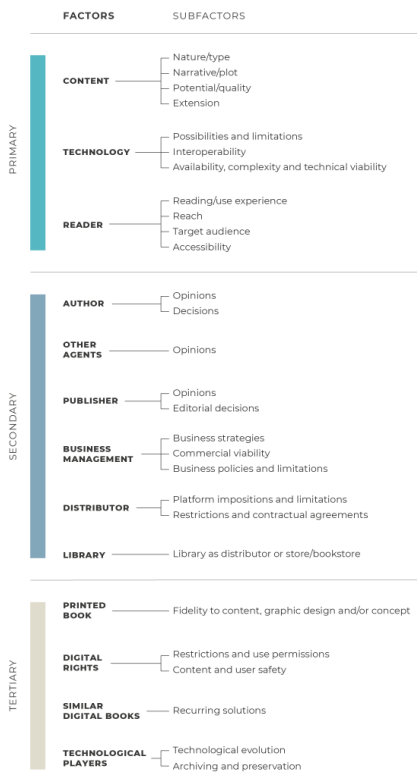 FACTORS SUBFACTORS
PRIMARY
CONTENT
Nature/type
Narrative/plot
Potential/quality
Extension
TECHNOLOGY
Possibilities and limitations
Interoperability
Availability, complexity and technical viability
READER
Reading/use experience
Reach
Target audience
Accessibility
SECONDARY
AUTHOR
Opinions
Decisions
OTHER
AGENTS
Opinions
PUBLISHER
Opinions
Editorial decisions
BUSINESS
MANAGEMENT
Business strategies
Commercial viability
Business policies and limitations
DISTRIBUTOR
Platform impositions and limitations
Restrictions and contractual agreements
LIBRARY
Library as distributor or store/bookstore
TERTIARY
PRINTED
BOOK
Fidelity to content, graphic design and/or concept
DIGITAL
RIGHTS
Restrictions and use permissions
Content and user safety
SIMILAR
DIGITAL BOOKS
Recurring solutions
TECHNOLOGICAL
PLAYERS
Technological evolution
Archiving and preservation